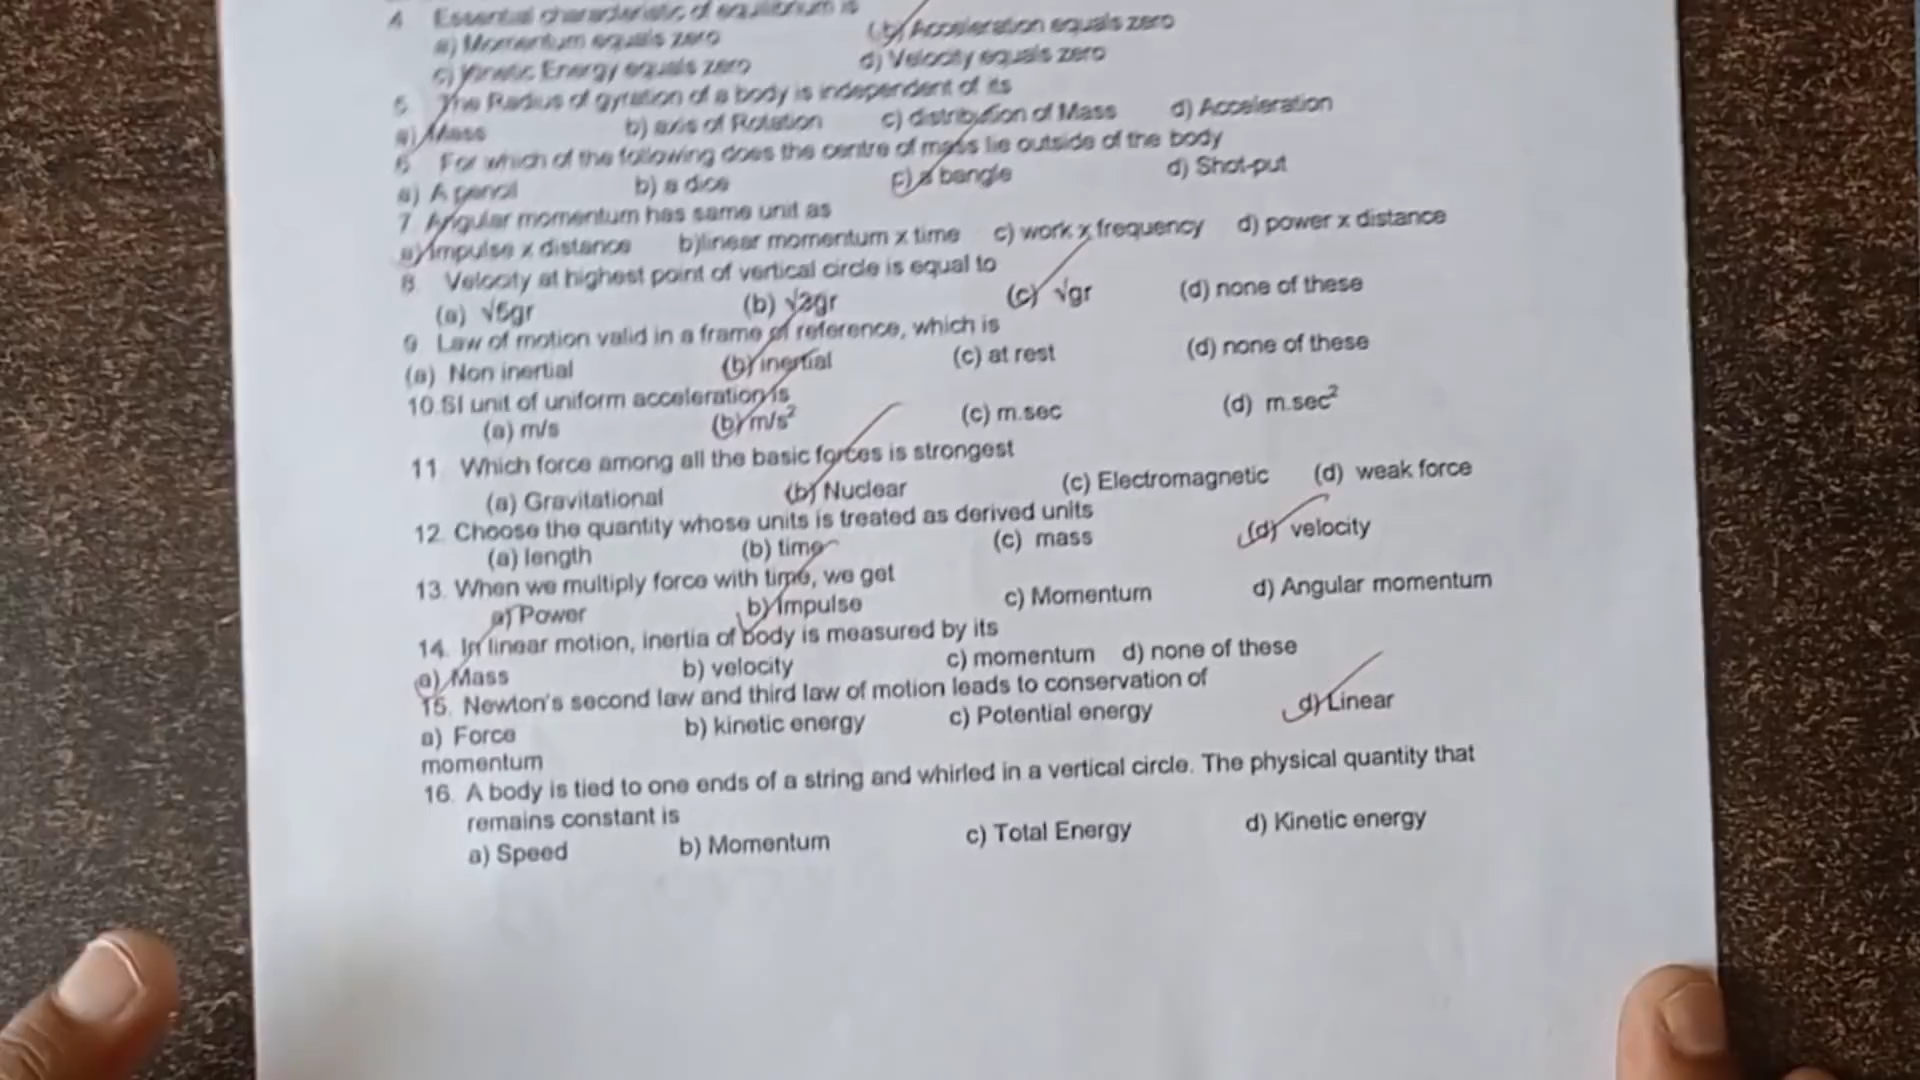 4 Essential characteristic of equilibrium is
a) Momentum equals zero (b) Acceleration equals zero
c) Kinetic Energy equals zero d) Velocity equals zero
5 The Radius of gyration of a body is independent of its
a) Mass b) axis of Rotation c) distribution of Mass d) Acceleration
6 For which of the following does the centre of mass lie outside of the body
a) A pencil b) a dice c) a bangle d) Shot-put
7 Angular momentum has same unit as
a) Impulse x distance b)linear momentum x time c) work x frequency d) power x distance
8. Velocity at highest point of vertical circle is equal to
(a) √5gr (b) √3gr (c) √gr (d) none of these
9. Law of motion valid in a frame of reference, which is
(a) Non inertial (b) inertial (c) at rest (d) none of these
10.SI unit of uniform acceleration is
(a) m/s (b) m/s² (c) m.sec (d) m.sec²
11. Which force among all the basic forces is strongest
(a) Gravitational (b) Nuclear (c) Electromagnetic (d) weak force
12. Choose the quantity whose units is treated as derived units
(a) length (b) time (c) mass (d) velocity
13. When we multiply force with time, we get
a) Power b) Impulse c) Momentum d) Angular momentum
14. In linear motion, inertia of body is measured by its
a) Mass b) velocity c) momentum d) none of these
15. Newton's second law and third law of motion leads to conservation of
a) Force b) kinetic energy c) Potential energy d) Linear
momentum
16. A body is tied to one ends of a string and whirled in a vertical circle. The physical quantity that
remains constant is
a) Speed b) Momentum c) Total Energy d) Kinetic energy